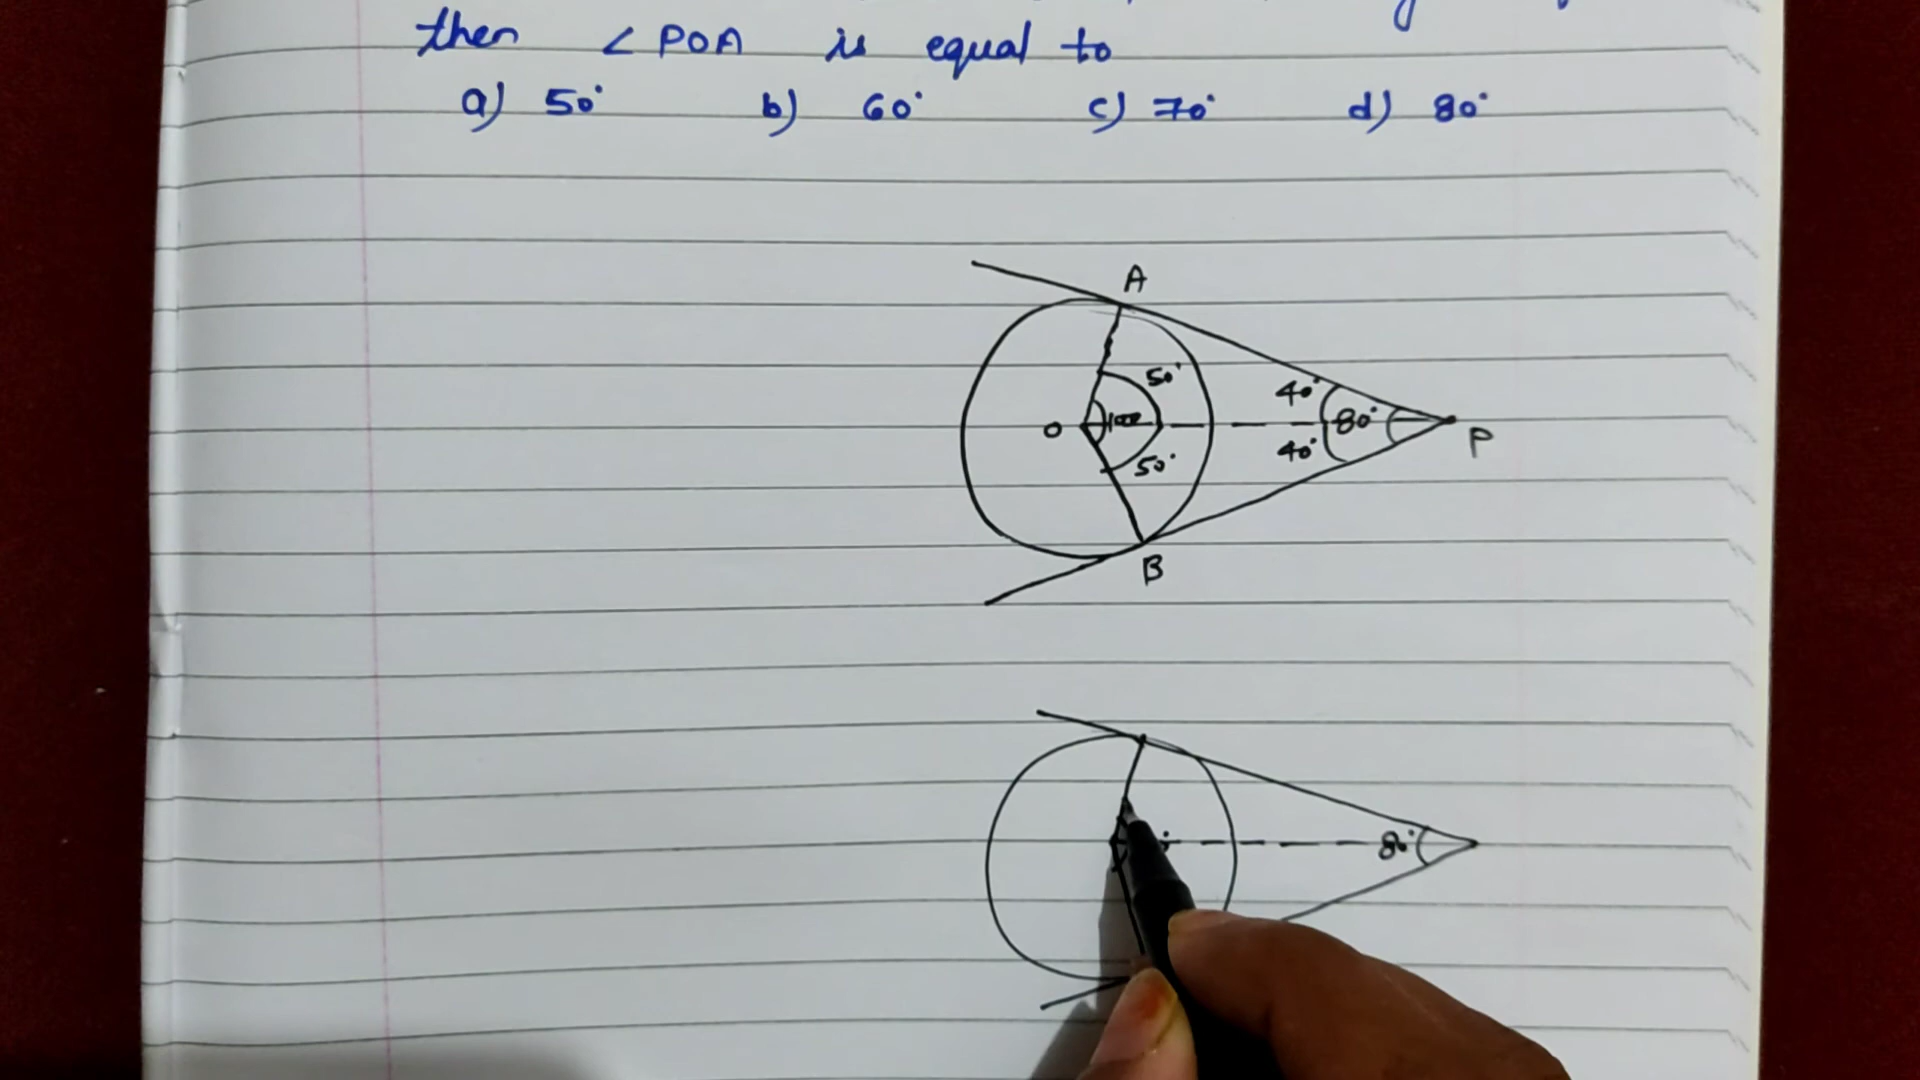 then ∠POA is equal to
a) 50° b) 60° c) 70° d) 80°
A
50°
40°
O 100° 80° P
50° 40°
B
80°